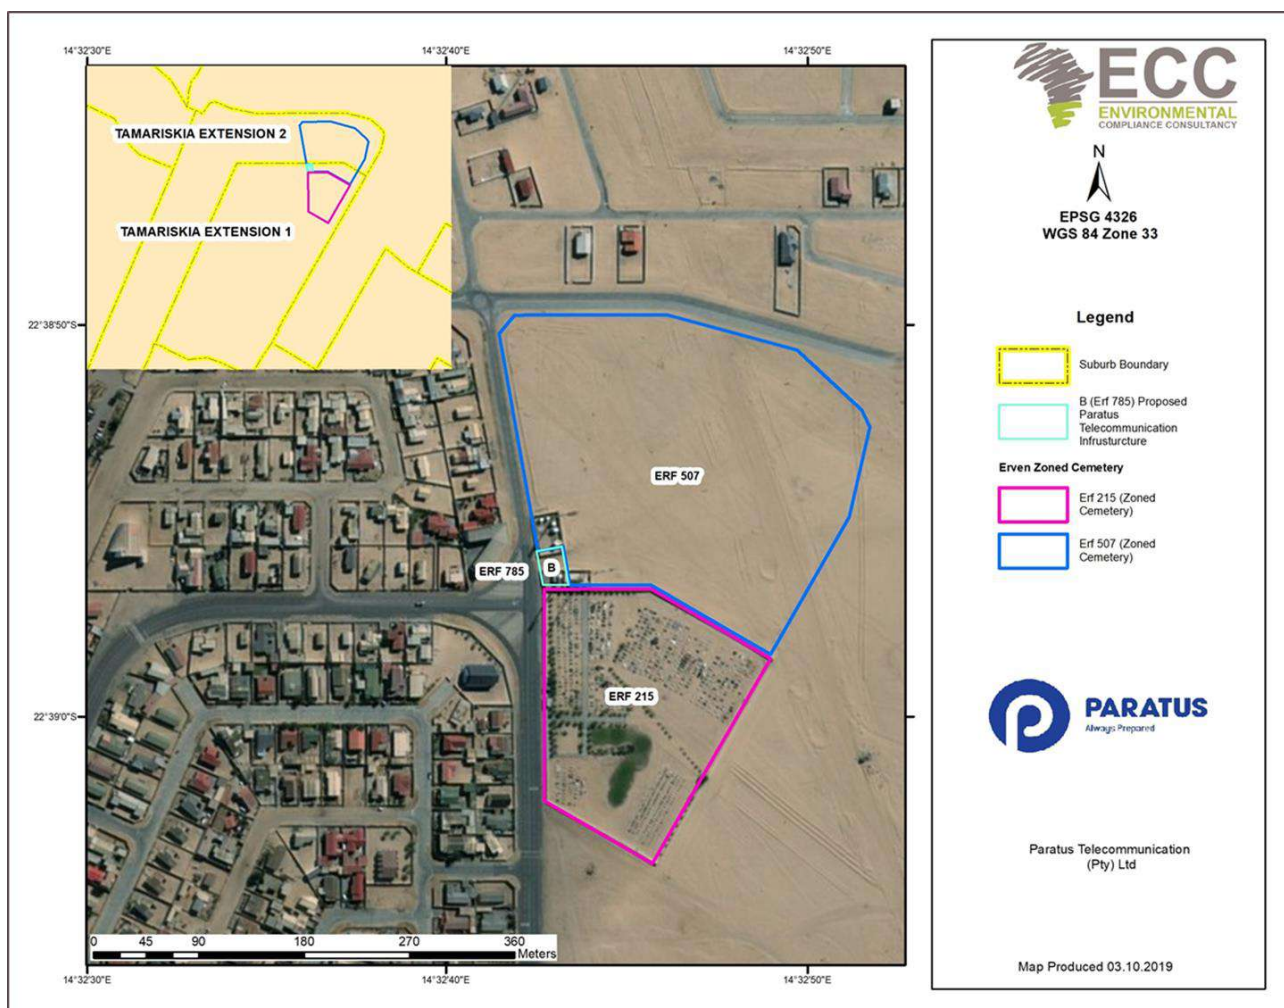 14°32'30"E
14°32'40"E
14°32'50"E
TAMARISKIA EXTENSION 2
TAMARISKIA EXTENSION 1
22°38'50"S
ERF 507
ERF 785
B
ERF 215
22°39'0"S
0 45 90 180 270 360
Meters
14°32'30"E
14°32'40"E
14°32'50"E
ECC
ENVIRONMENTAL
COMPLIANCE CONSULTANCY
N
EPSG 4326
WGS 84 Zone 33
Legend
Suburb Boundary
B (Erf 785) Proposed
Paratus
Telecommunication
Infrusturcture
Erven Zoned Cemetery
Erf 215 (Zoned
Cemetery)
Erf 507 (Zoned
Cemetery)
PARATUS
Always Prepared
Paratus Telecommunication
(Pty) Ltd
Map Produced 03.10.2019